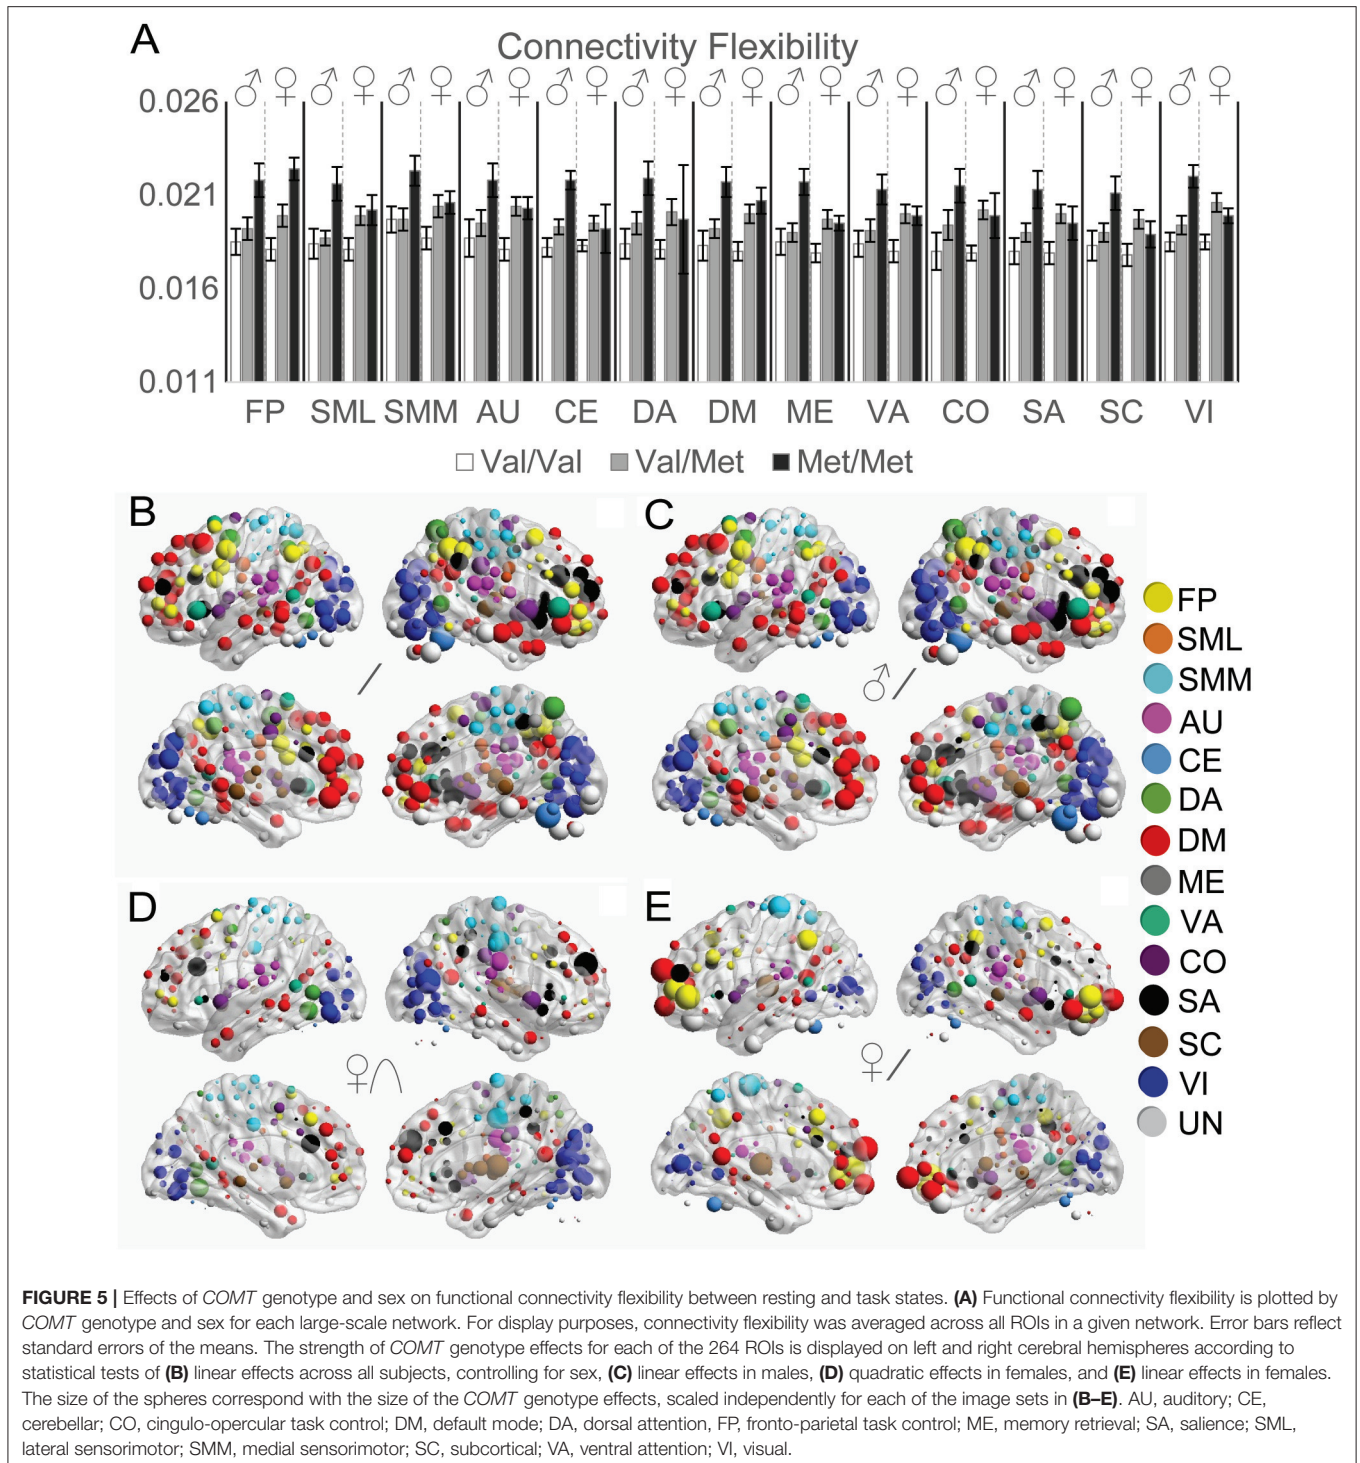 A
Connectivity Flexibility
♂ ♀ ♂ ♀ ♂ ♀ ♂ ♀ ♂ ♀ ♂ ♀ ♂ ♀ ♂ ♀ ♂ ♀ ♂ ♀ ♂ ♀ ♂ ♀ ♂ ♀
0.026
0.021
0.016
0.011
FP SML SMM AU CE DA DM ME VA CO SA SC VI
Val/Val Val/Met Met/Met
B
C
♂
D
E
♀
♀
FP
SML
SMM
AU
CE
DA
DM
ME
VA
CO
SA
SC
VI
UN
FIGURE 5 | Effects of COMT genotype and sex on functional connectivity flexibility between resting and task states. (A) Functional connectivity flexibility is plotted by
COMT genotype and sex for each large-scale network. For display purposes, connectivity flexibility was averaged across all ROIs in a given network. Error bars reflect
standard errors of the means. The strength of COMT genotype effects for each of the 264 ROIs is displayed on left and right cerebral hemispheres according to
statistical tests of (B) linear effects across all subjects, controlling for sex, (C) linear effects in males, (D) quadratic effects in females, and (E) linear effects in females.
The size of the spheres correspond with the size of the COMT genotype effects, scaled independently for each of the image sets in (B–E). AU, auditory; CE,
cerebellar; CO, cingulo-opercular task control; DM, default mode; DA, dorsal attention, FP, fronto-parietal task control; ME, memory retrieval; SA, salience; SML,
lateral sensorimotor; SMM, medial sensorimotor; SC, subcortical; VA, ventral attention; VI, visual.